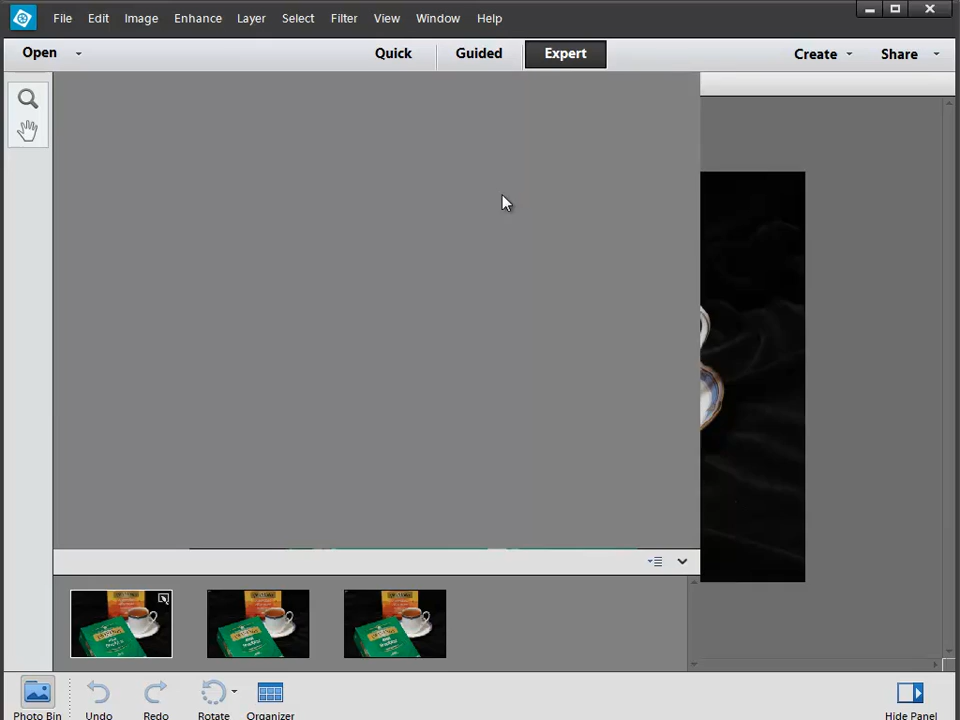 File Edit Image Enhance Layer Select Filter View Window Help
Open Quick Guided Expert Create Share
Photo Bin Undo Redo Rotate Organizer Hide Panel